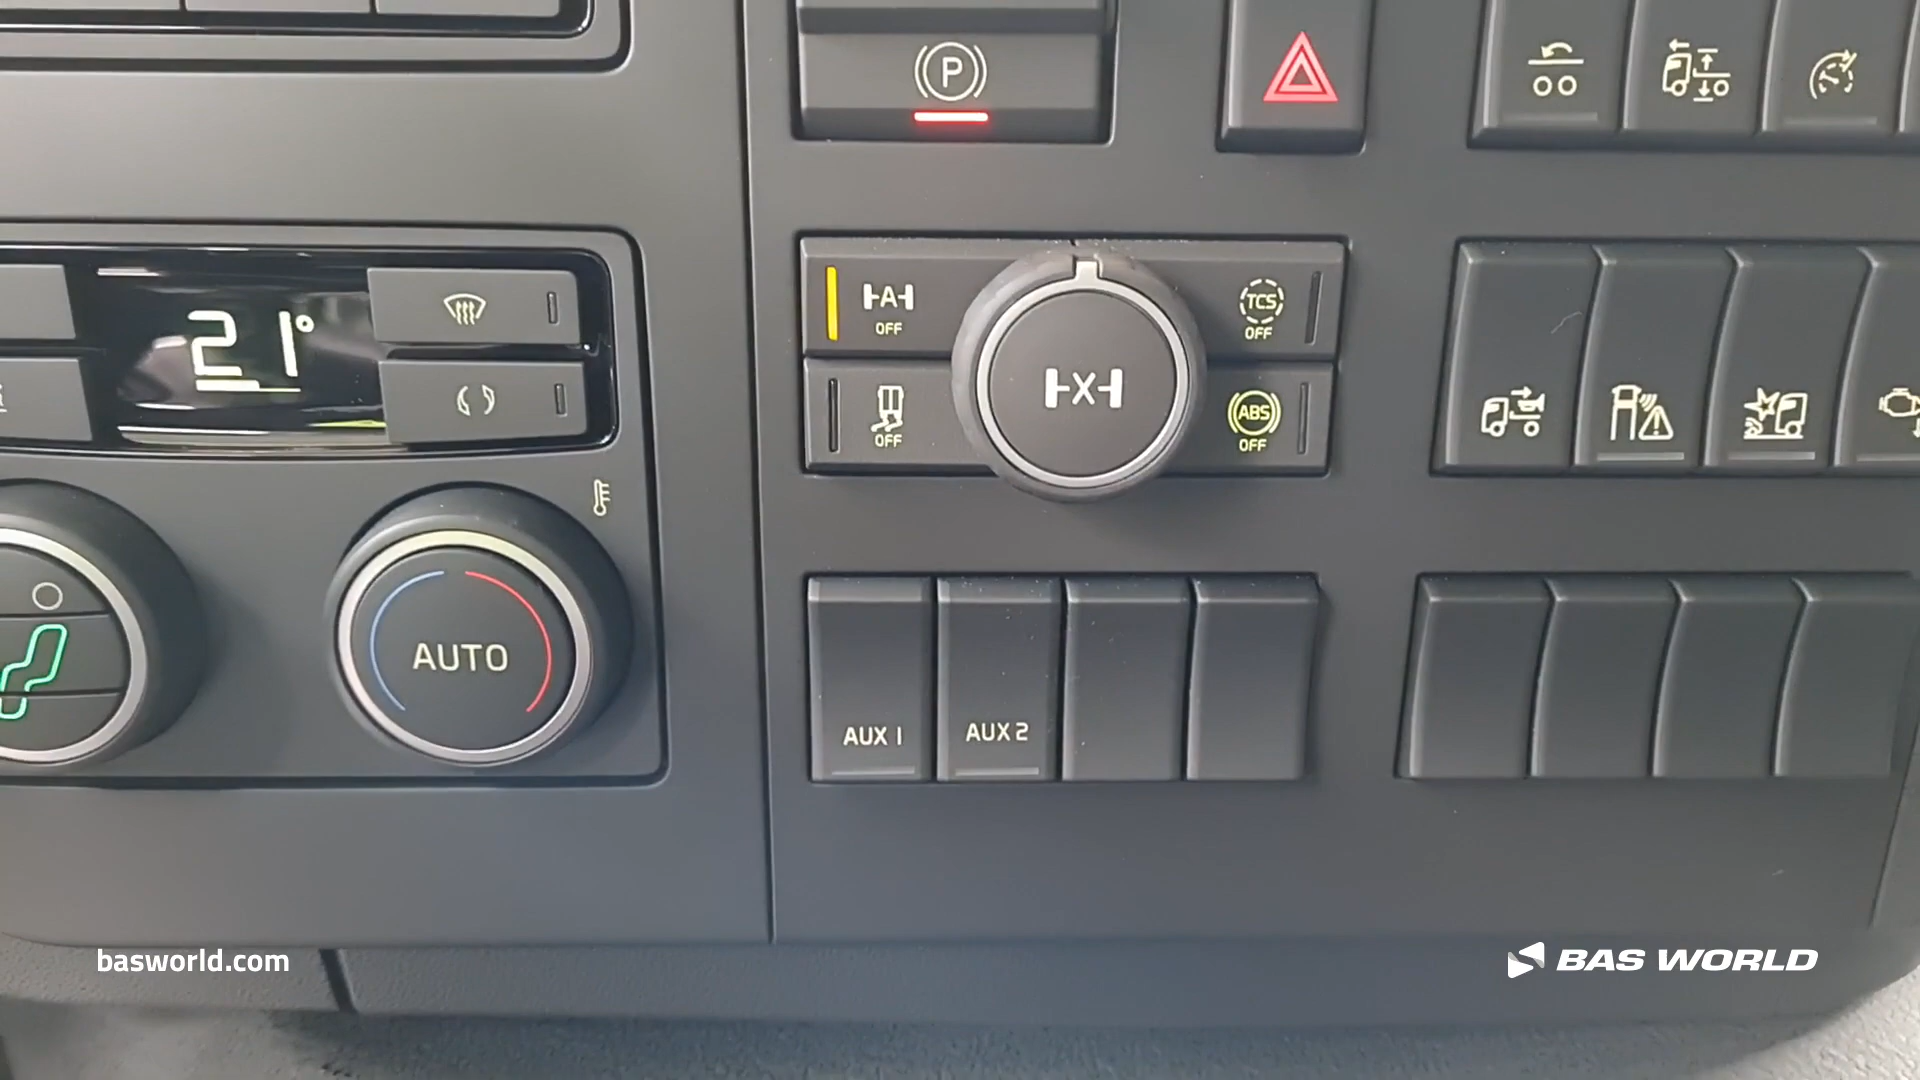 P
21°
A
OFF
TCS
OFF
X
OFF
ABS
OFF
AUTO
AUX 1
AUX 2
basworld.com
BAS WORLD